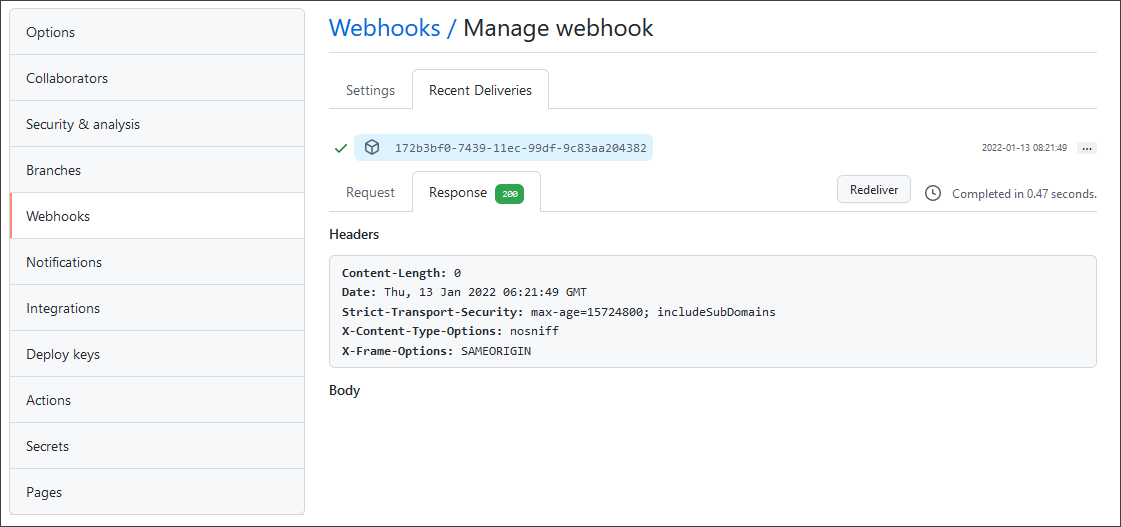 Options
Collaborators
Security & analysis
Branches
Webhooks
Notifications
Integrations
Deploy keys
Actions
Secrets
Pages
Webhooks / Manage webhook
Settings
Recent Deliveries
172b3bf0-7439-11ec-99df-9c83aa204382
2022-01-13 08:21:49
...
Request
Response 200
Redeliver
Completed in 0.47 seconds.
Headers
Content-Length: 0
Date: Thu, 13 Jan 2022 06:21:49 GMT
Strict-Transport-Security: max-age=15724800; includeSubDomains
X-Content-Type-Options: nosniff
X-Frame-Options: SAMEORIGIN
Body